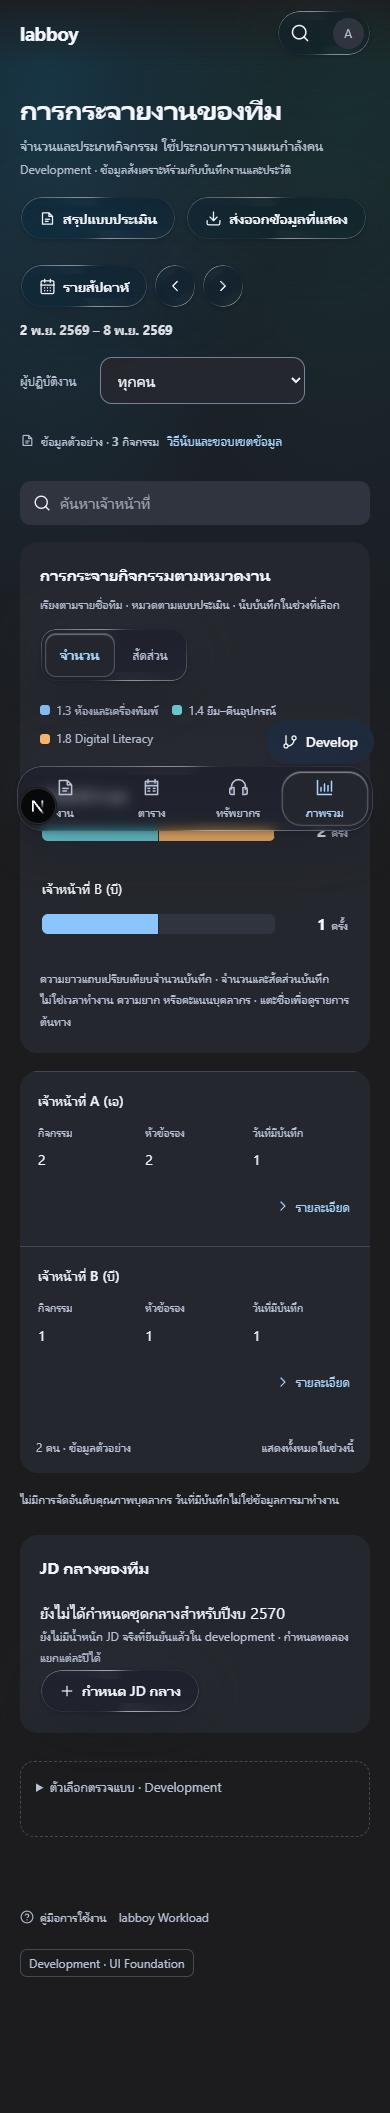 labboy
A
การกระจายงานของทีม
จำนวนและประเภทกิจกรรม ใช้ประกอบการวางแผนกำลังคน
Development · ข้อมูลสังเคราะห์ร่วมกับบันทึกงานและประวัติ
สรุปแบบประเมิน
ส่งออกข้อมูลที่แสดง
รายสัปดาห์
2 พ.ย. 2569 – 8 พ.ย. 2569
ผู้ปฏิบัติงาน
ทุกคน
ข้อมูลตัวอย่าง · 3 กิจกรรม วิธีนับและขอบเขตข้อมูล
ค้นหาเจ้าหน้าที่
การกระจายกิจกรรมตามหมวดงาน
เรียงตามรายชื่อทีม · หมวดตามแบบประเมิน · นับบันทึกในช่วงที่เลือก
จำนวน
สัดส่วน
1.3 ห้องและเครื่องพิมพ์
1.4 ยืม–คืนอุปกรณ์
1.8 Digital Literacy
Develop
N
งาน
ตาราง
ทรัพยากร
ภาพรวม
2 ครั้ง
เจ้าหน้าที่ B (บี)
1 ครั้ง
ความยาวแถบเปรียบเทียบจำนวนบันทึก · จำนวนและสัดส่วนบันทึก
ไม่ใช่เวลาทำงาน ความยาก หรือคะแนนบุคลากร · แตะชื่อเพื่อดูรายการ
ต้นทาง
เจ้าหน้าที่ A (เอ)
กิจกรรม
หัวข้อรอง
วันที่มีบันทึก
2
2
1
รายละเอียด
เจ้าหน้าที่ B (บี)
กิจกรรม
หัวข้อรอง
วันที่มีบันทึก
1
1
1
รายละเอียด
2 คน · ข้อมูลตัวอย่าง
แสดงทั้งหมดในช่วงนี้
ไม่มีการจัดอันดับคุณภาพบุคลากร วันที่มีบันทึกไม่ใช่ข้อมูลการมาทำงาน
JD กลางของทีม
ยังไม่ได้กำหนดชุดกลางสำหรับปีงบ 2570
ยังไม่มีน้ำหนัก JD จริงที่ยืนยันแล้วใน development · กำหนดทดลอง
แยกแต่ละปีได้
กำหนด JD กลาง
ตัวเลือกตรวจแบบ · Development
คู่มือการใช้งาน
labboy Workload
Development · UI Foundation